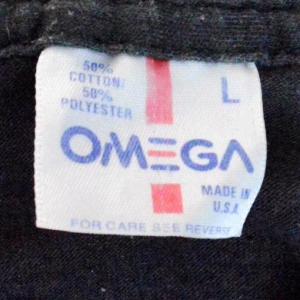 50%
COTTON/
50%
POLYESTER
L
OMEGA
MADE IN
U.S.A.
FOR CARE SEE REVERSE